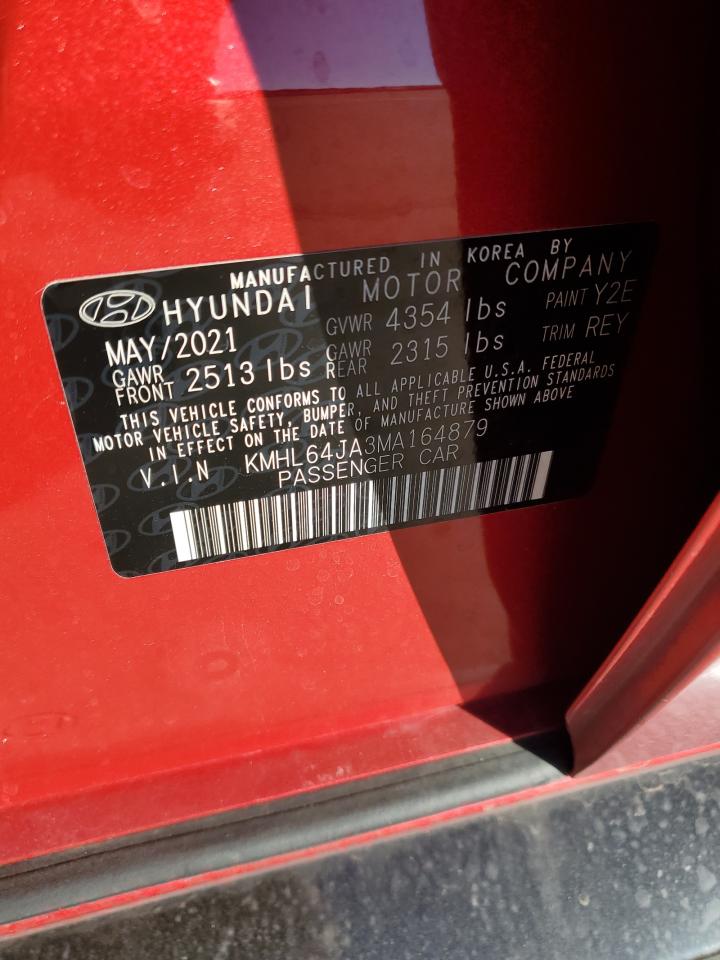 MANUFACTURED IN KOREA BY
HYUNDAI MOTOR COMPANY
MAY/2021 GVWR 4354 lbs PAINT Y2E
GAWR FRONT 2513 lbs GAWR REAR 2315 lbs TRIM REY
THIS VEHICLE CONFORMS TO ALL APPLICABLE U.S.A. FEDERAL
MOTOR VEHICLE SAFETY, BUMPER, AND THEFT PREVENTION STANDARDS
IN EFFECT ON THE DATE OF MANUFACTURE SHOWN ABOVE
V.I.N KMHL64JA3MA164879
PASSENGER CAR